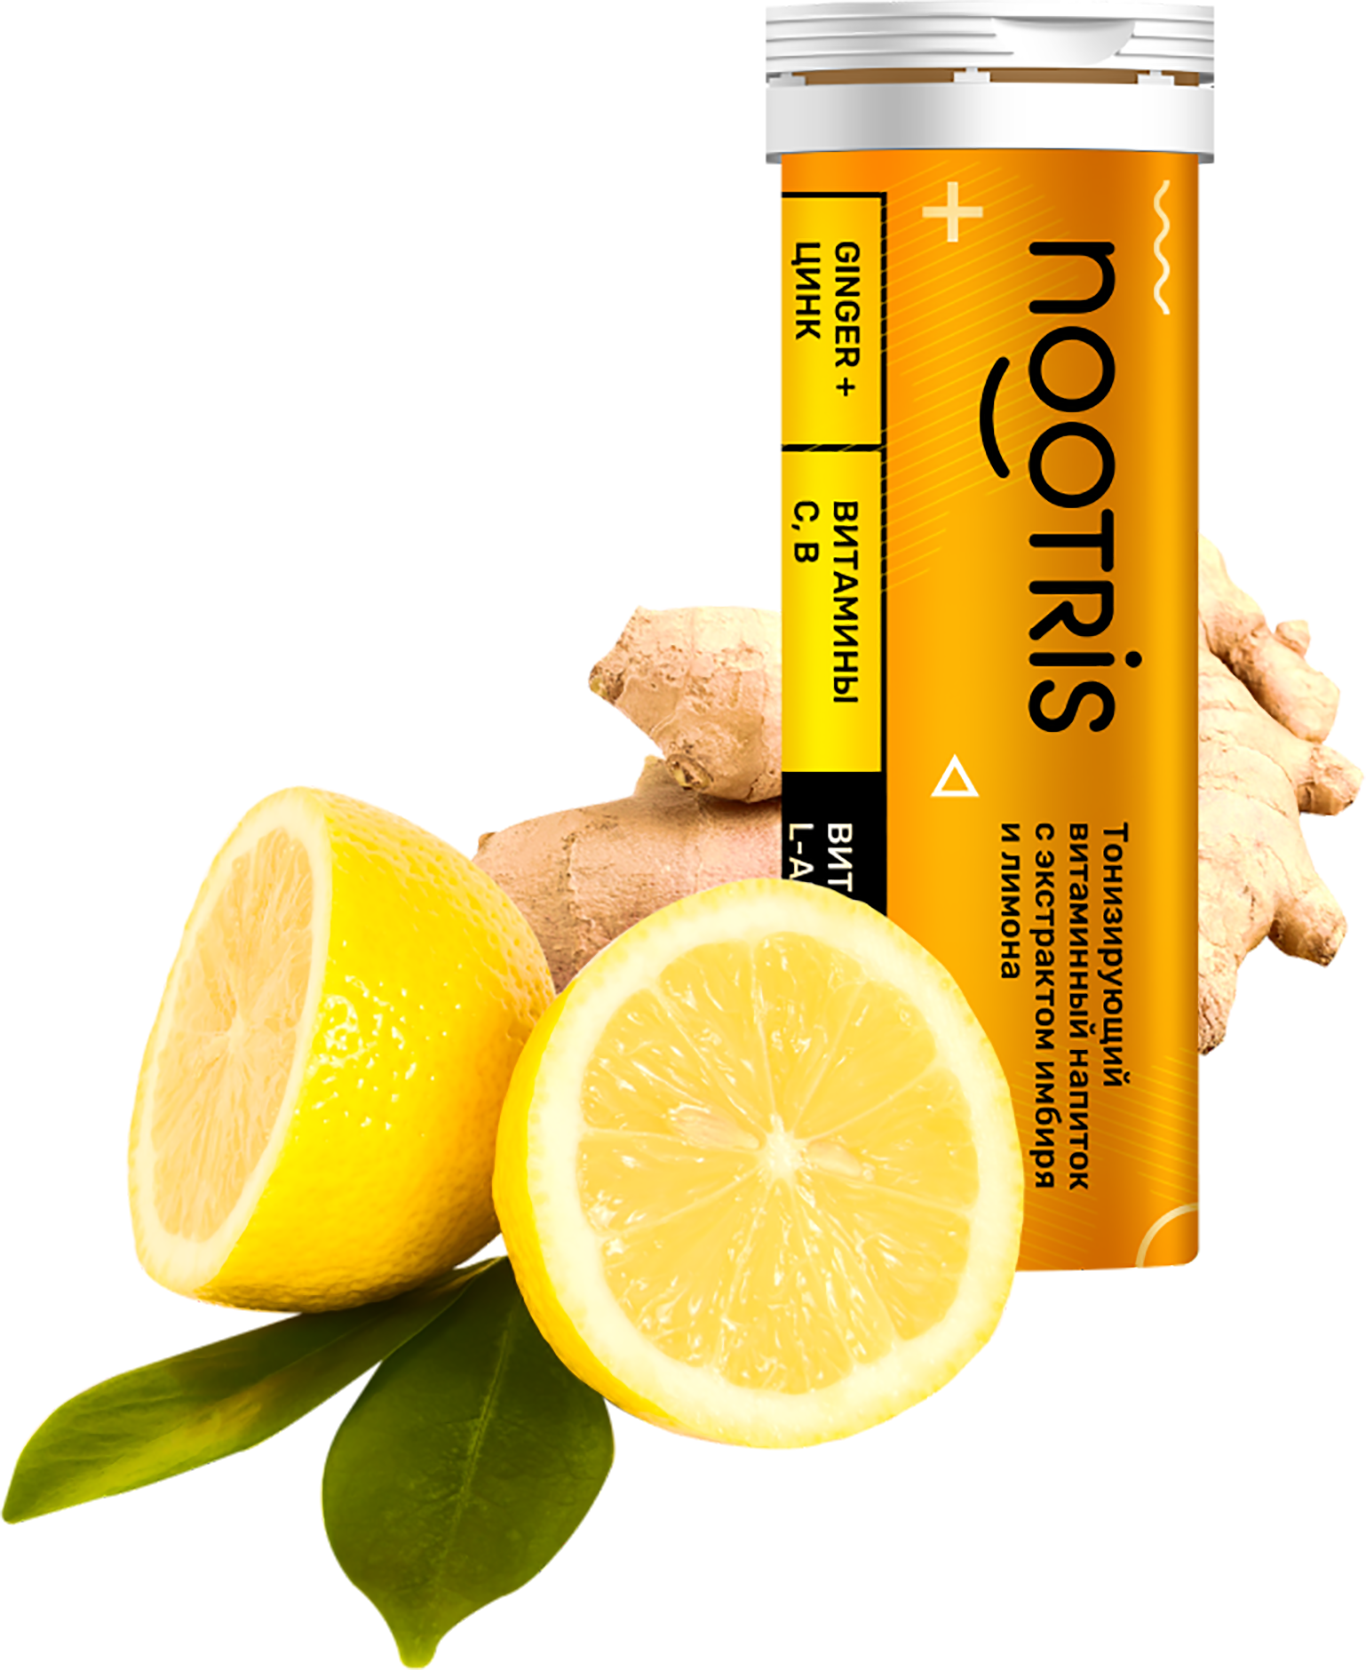 nooTRis
Тонизирующий
витаминный напиток
с экстрактом имбиря
и лимона
GINGER +
ЦИНК
ВИТАМИНЫ
C, B